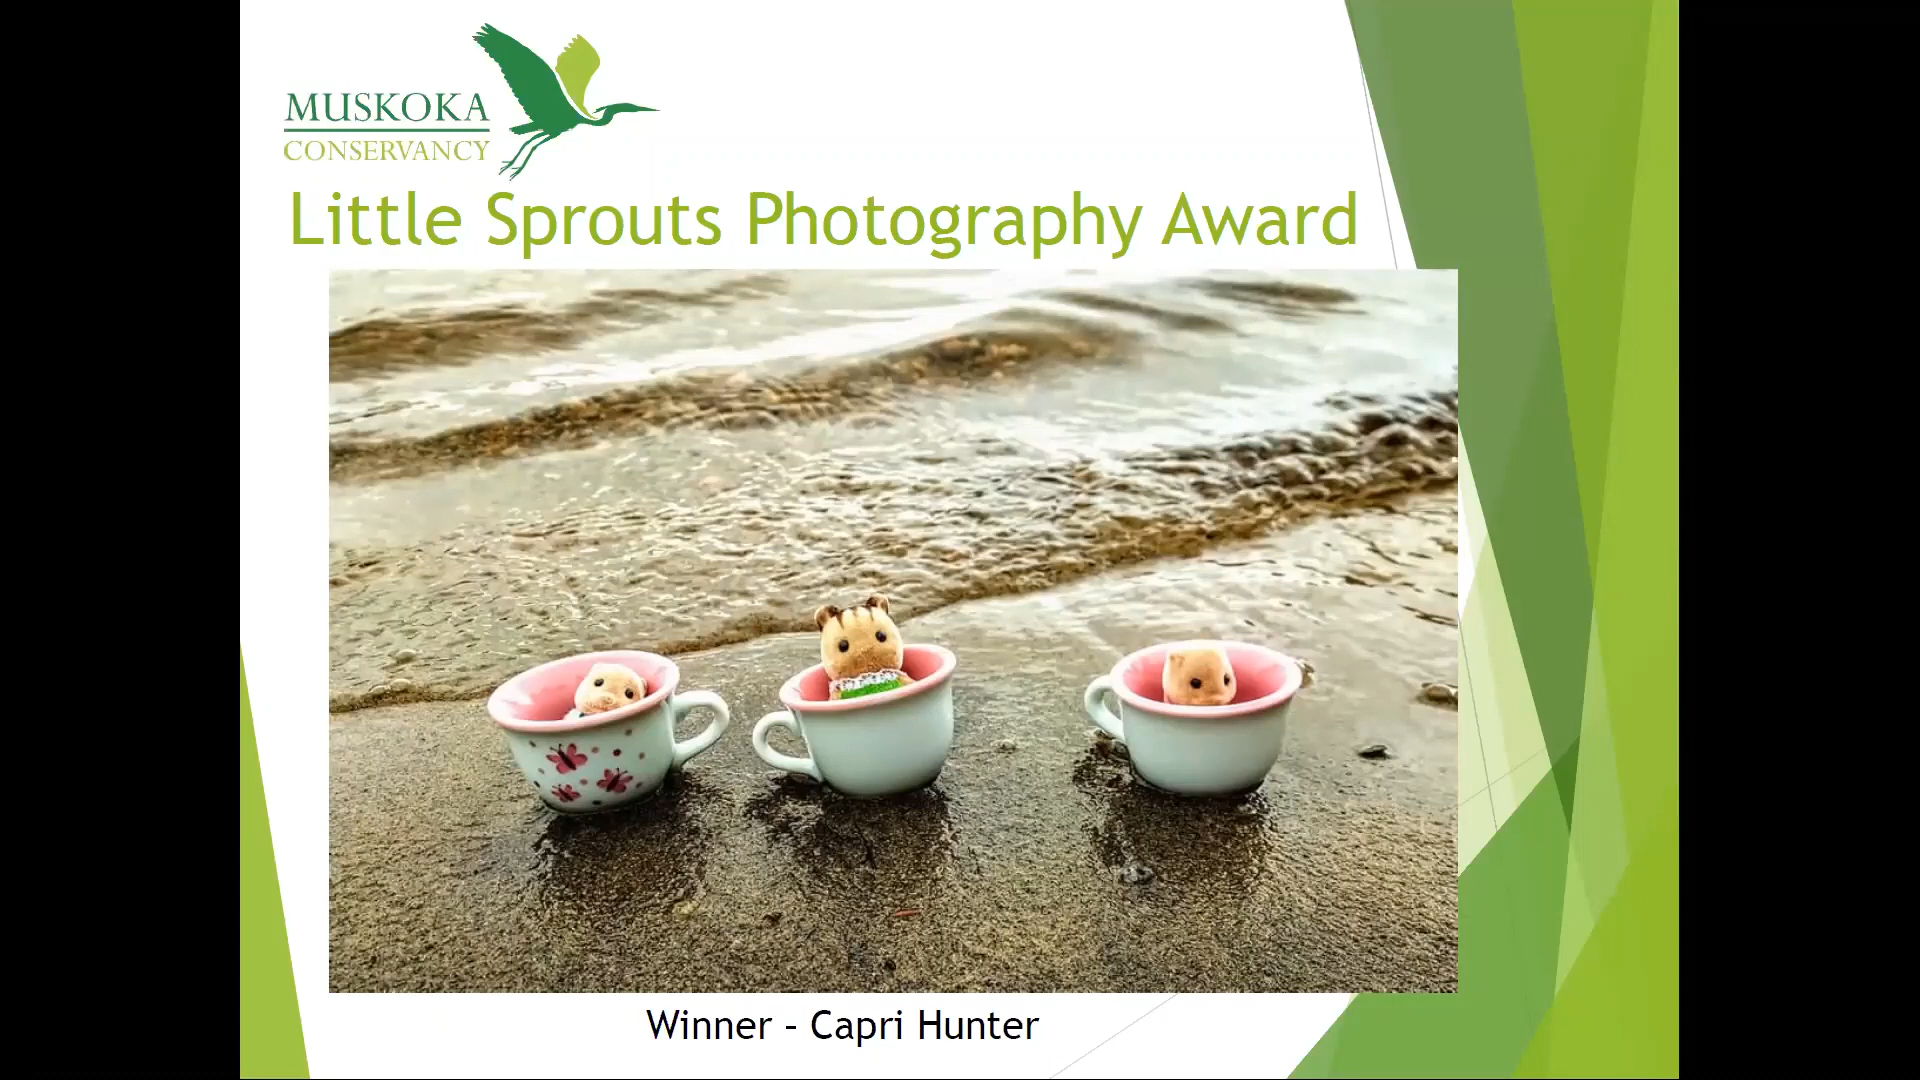 MUSKOKA
CONSERVANCY
Little Sprouts Photography Award
Winner – Capri Hunter